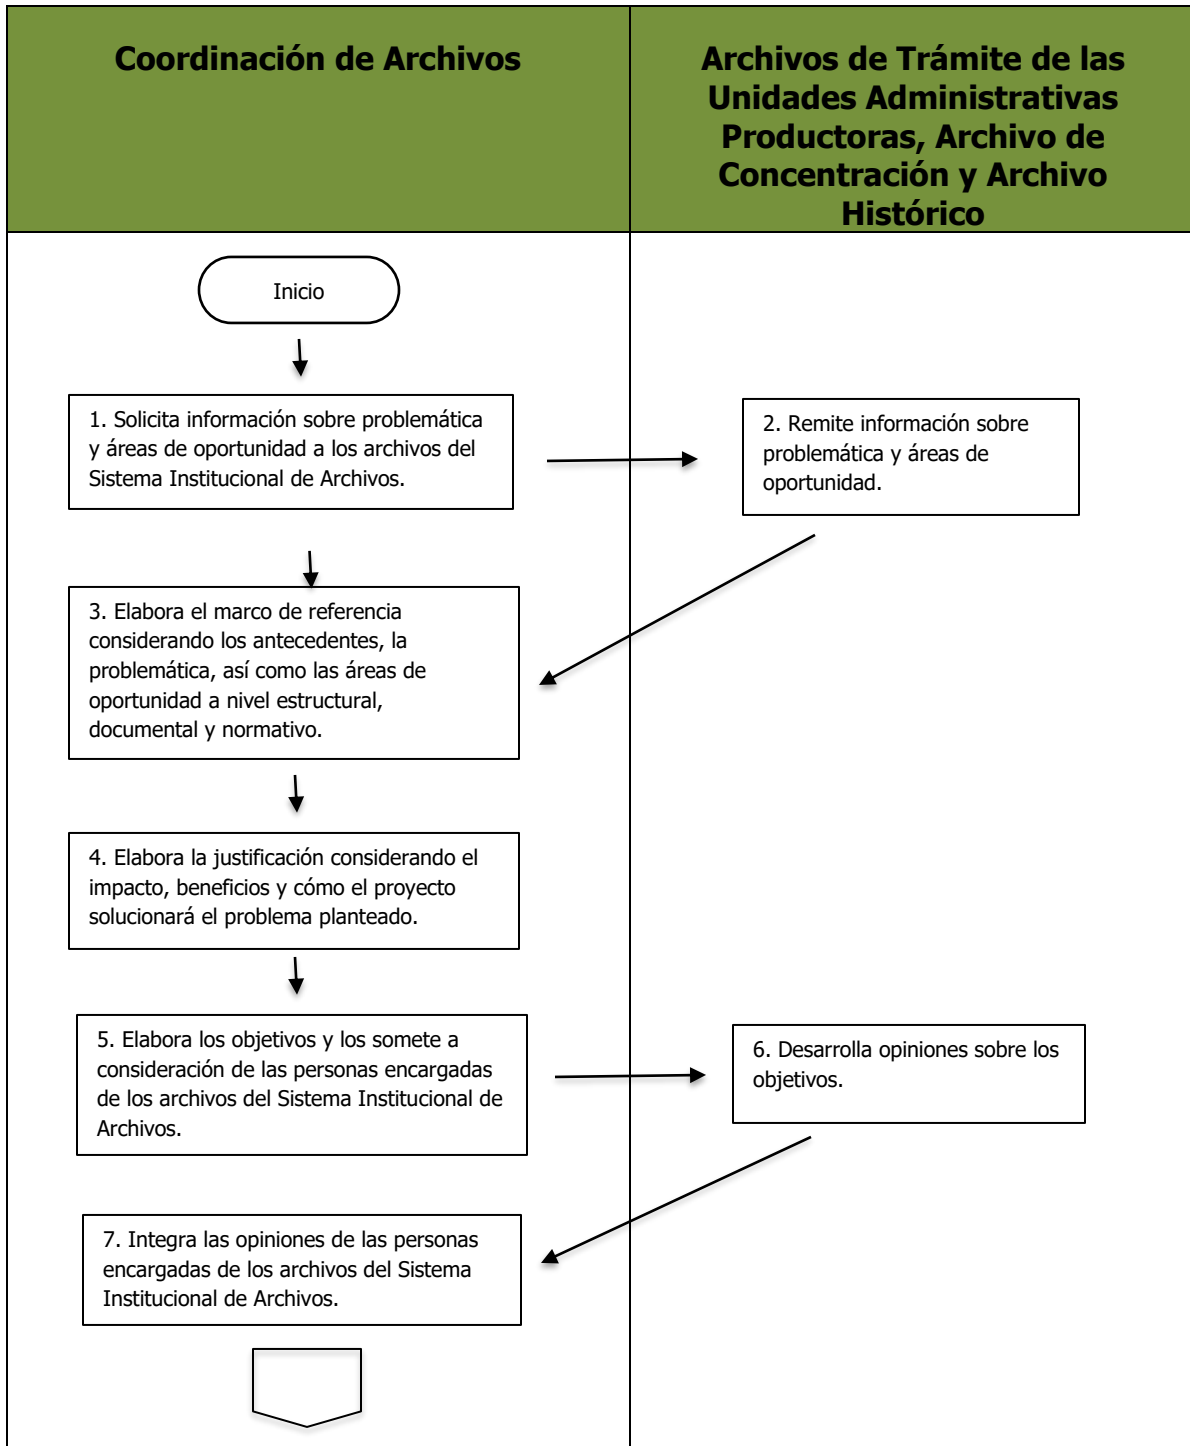 Coordinación de Archivos
Archivos de Trámite de las
Unidades Administrativas
Productoras, Archivo de
Concentración y Archivo
Histórico
Inicio
1. Solicita información sobre problemática
y áreas de oportunidad a los archivos del
Sistema Institucional de Archivos.
2. Remite información sobre
problemática y áreas de
oportunidad.
3. Elabora el marco de referencia
considerando los antecedentes, la
problemática, así como las áreas de
oportunidad a nivel estructural,
documental y normativo.
4. Elabora la justificación considerando el
impacto, beneficios y cómo el proyecto
solucionará el problema planteado.
5. Elabora los objetivos y los somete a
consideración de las personas encargadas
de los archivos del Sistema Institucional de
Archivos.
6. Desarrolla opiniones sobre los
objetivos.
7. Integra las opiniones de las personas
encargadas de los archivos del Sistema
Institucional de Archivos.